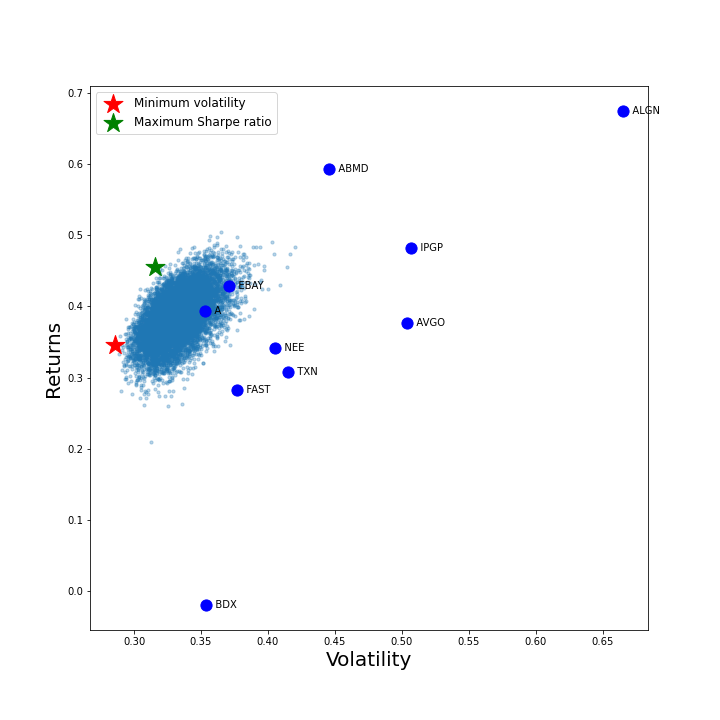 Minimum volatility
Maximum Sharpe ratio
0.7
ALGN
0.6
ABMD
0.5
IPGP
EBAY
0.4
A
AVGO
NEE
TXN
0.3
FAST
0.2
0.1
0.0
BDX
Returns
0.30 0.35 0.40 0.45 0.50 0.55 0.60 0.65
Volatility